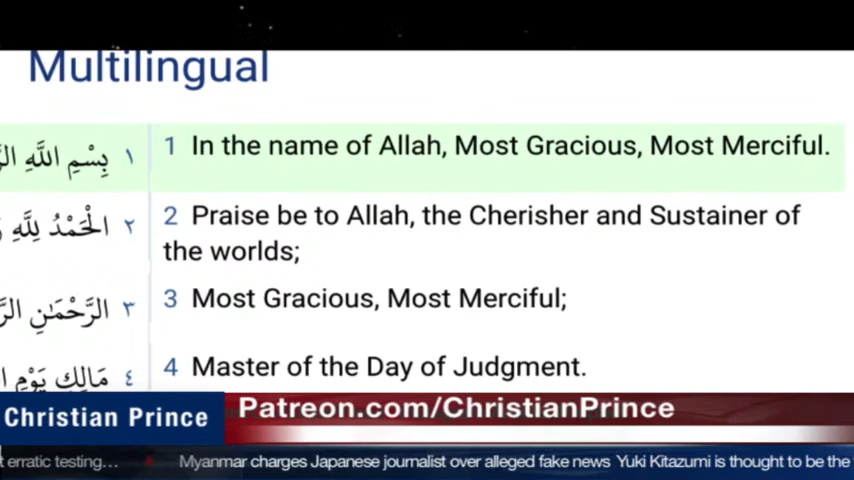 Multilingual
بِسْمِ اللَّهِ ١
1 In the name of Allah, Most Gracious, Most Merciful.
الْحَمْدُ لِلَّهِ ٢
2 Praise be to Allah, the Cherisher and Sustainer of
the worlds;
الرَّحْمَٰنِ ٣
3 Most Gracious, Most Merciful;
مَالِكِ يَوْمِ ٤
4 Master of the Day of Judgment.
Christian Prince
Patreon.com/ChristianPrince
erratic testing... Myanmar charges Japanese journalist over alleged fake news Yuki Kitazumi is thought to be the